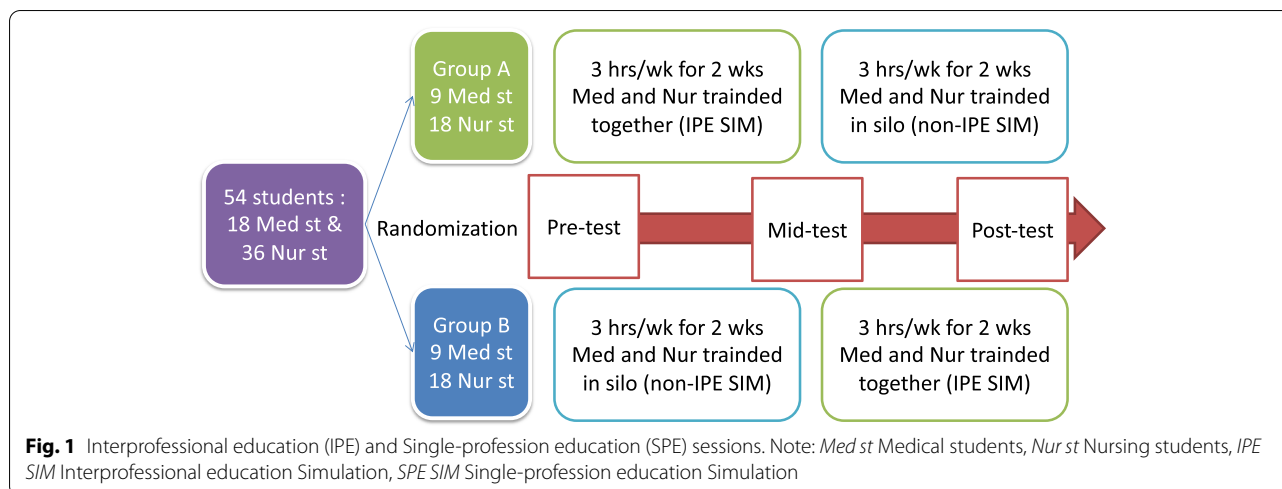 54 students :
18 Med st &
36 Nur st
Randomization
Group A
9 Med st
18 Nur st
3 hrs/wk for 2 wks
Med and Nur trainded
together (IPE SIM)
3 hrs/wk for 2 wks
Med and Nur trainded
in silo (non-IPE SIM)
Pre-test
Mid-test
Post-test
Group B
9 Med st
18 Nur st
3 hrs/wk for 2 wks
Med and Nur trainded
in silo (non-IPE SIM)
3 hrs/wk for 2 wks
Med and Nur trainded
together (IPE SIM)
Fig. 1 Interprofessional education (IPE) and Single-profession education (SPE) sessions. Note: Med st Medical students, Nur st Nursing students, IPE
SIM Interprofessional education Simulation, SPE SIM Single-profession education Simulation